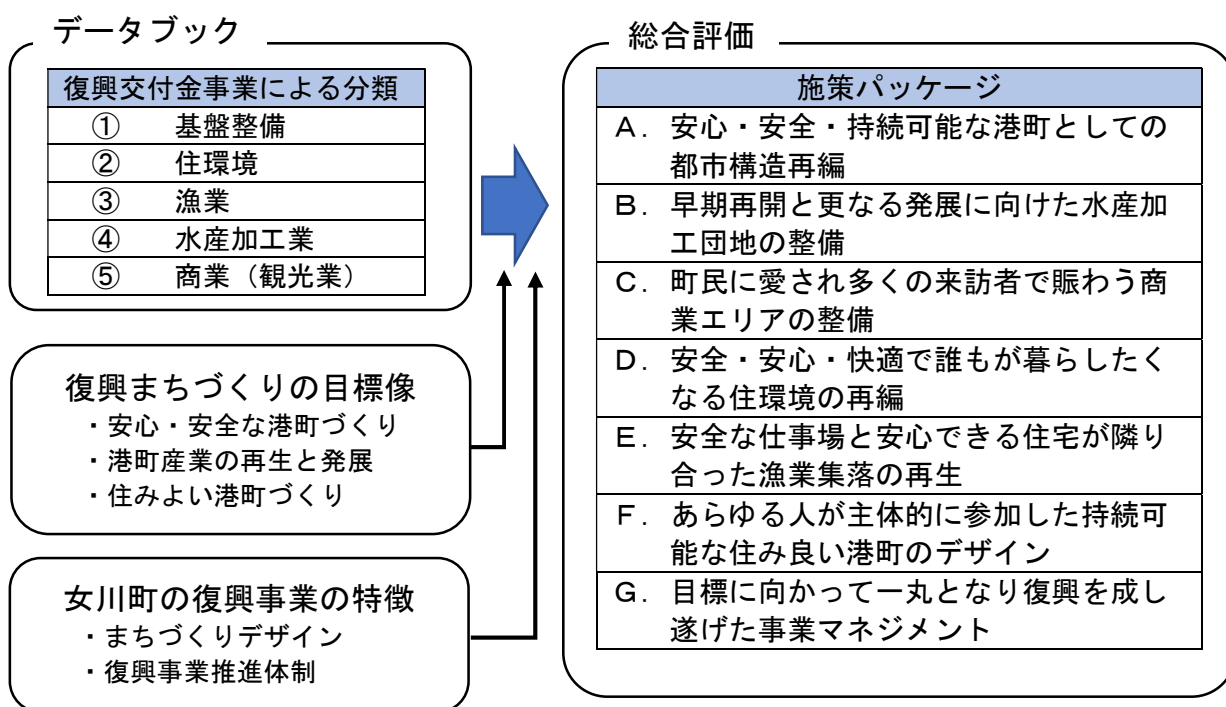 データブック
復興交付金事業による分類
① 基盤整備
② 住環境
③ 漁業
④ 水産加工業
⑤ 商業（観光業）
復興まちづくりの目標像
・安心・安全な港町づくり
・港町産業の再生と発展
・住みよい港町づくり
女川町の復興事業の特徴
・まちづくりデザイン
・復興事業推進体制
総合評価
施策パッケージ
Ａ．安心・安全・持続可能な港町としての
都市構造再編
Ｂ．早期再開と更なる発展に向けた水産加
工団地の整備
Ｃ．町民に愛され多くの来訪者で賑わう商
業エリアの整備
Ｄ．安全・安心・快適で誰もが暮らしたく
なる住環境の再編
Ｅ．安全な仕事場と安心できる住宅が隣り
合った漁業集落の再生
Ｆ．あらゆる人が主体的に参加した持続可
能な住み良い港町のデザイン
Ｇ．目標に向かって一丸となり復興を成し
遂げた事業マネジメント